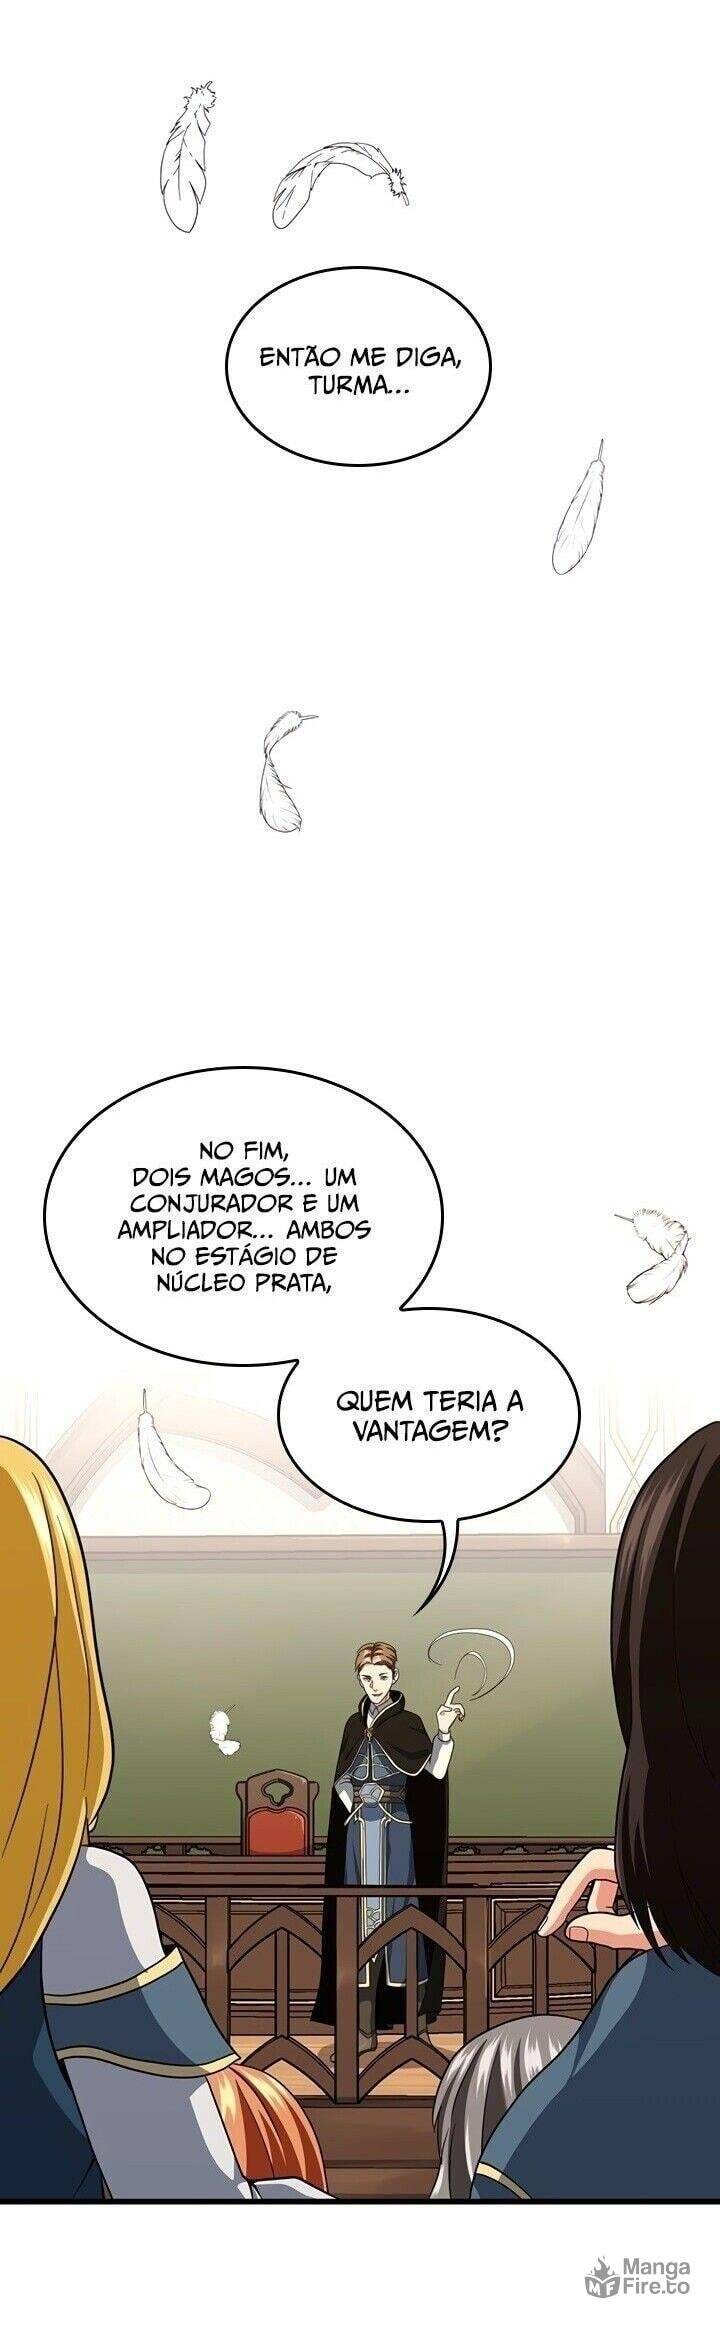 ENTÃO ME DIGA,
TURMA...
NO FIM,
DOIS MAGOS... UM
CONJURADOR E UM
AMPLIADOR... AMBOS
NO ESTÁGIO DE
NÚCLEO PRATA,
QUEM TERIA A
VANTAGEM?
MF
Manga
Fire.to